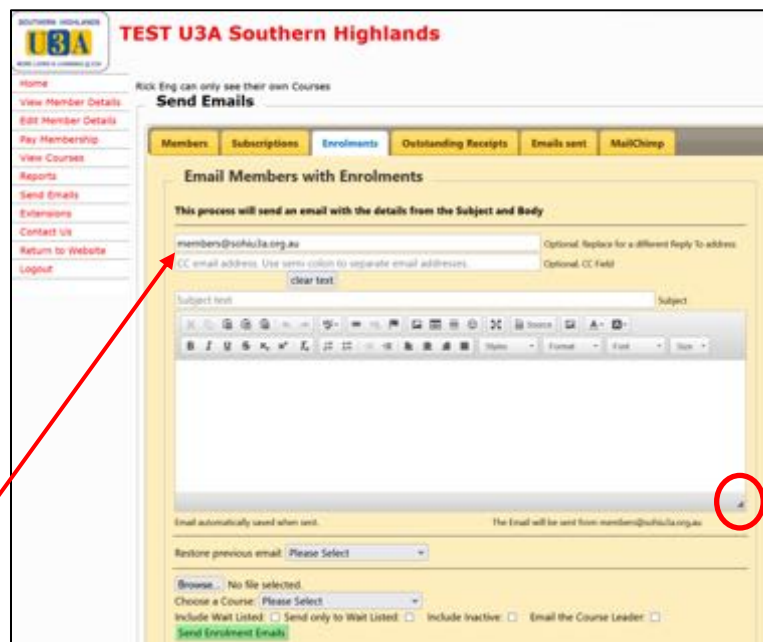 SOUTHERN HIGHLANDS
U3A
TEST U3A Southern Highlands
Home
View Member Details
Edit Member Details
Pay Membership
View Courses
Reports
Send Emails
Extensions
Contact Us
Return to Website
Logout
Rick Eng can only see their own Courses
Send Emails
Members Subscriptions Enrolments Outstanding Receipts Emails sent MailChimp
Email Members with Enrolments
This process will send an email with the details from the Subject and Body
members@sohiu3a.org.au Optional. Replace for a different Reply To address
CC email address. Use semi-colon to separate email addresses. Optional. CC Field
clear text
Subject text Subject
Source
B I U S Styles Format Font Size
Email automatically saved when sent. The Email will be sent from members@sohiu3a.org.au
Restore previous email: Please Select
Browse... No file selected.
Choose a Course: Please Select
Include Wait Listed: Send only to Wait Listed: Include Inactive: Email the Course Leader:
Send Enrolment Emails